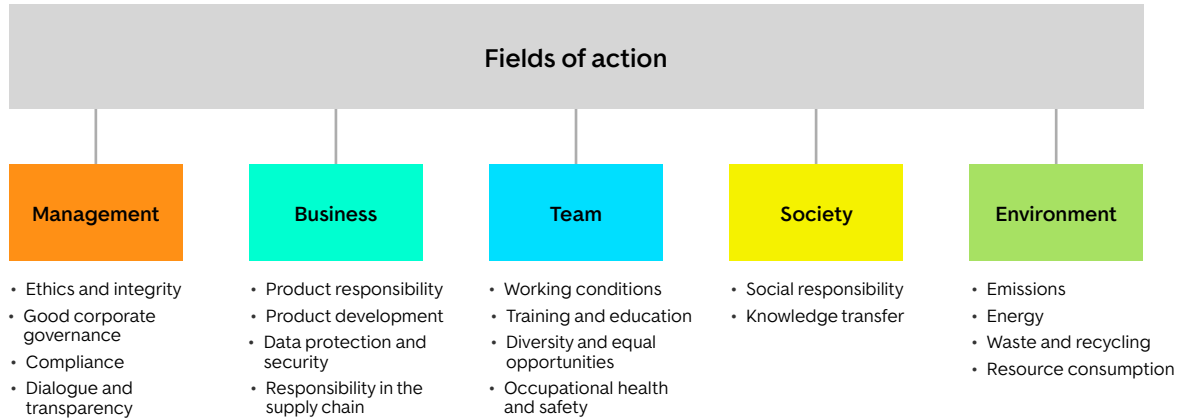 Fields of action
Management
• Ethics and integrity
• Good corporate
governance
• Compliance
• Dialogue and
transparency
Business
• Product responsibility
• Product development
• Data protection and
security
• Responsibility in the
supply chain
Team
• Working conditions
• Training and education
• Diversity and equal
opportunities
• Occupational health
and safety
Society
• Social responsibility
• Knowledge transfer
Environment
• Emissions
• Energy
• Waste and recycling
• Resource consumption